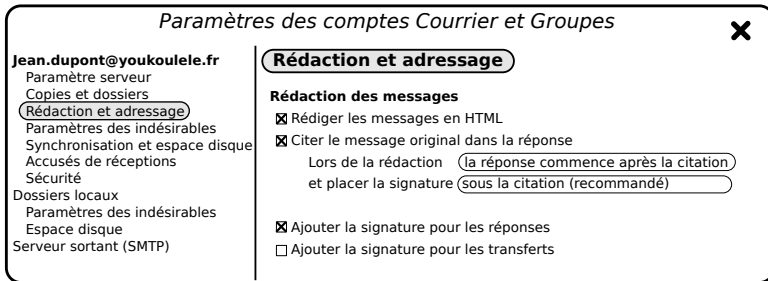 Paramètres des comptes Courrier et Groupes
Jean.dupont@youkoulele.fr
Paramètre serveur
Copies et dossiers
Rédaction et adressage
Paramètres des indésirables
Synchronisation et espace disque
Accusés de réceptions
Sécurité
Dossiers locaux
Paramètres des indésirables
Espace disque
Serveur sortant (SMTP)
Rédaction et adressage
Rédaction des messages
Rédiger les messages en HTML
Citer le message original dans la réponse
Lors de la rédaction la réponse commence après la citation
et placer la signature sous la citation (recommandé)
Ajouter la signature pour les réponses
Ajouter la signature pour les transferts